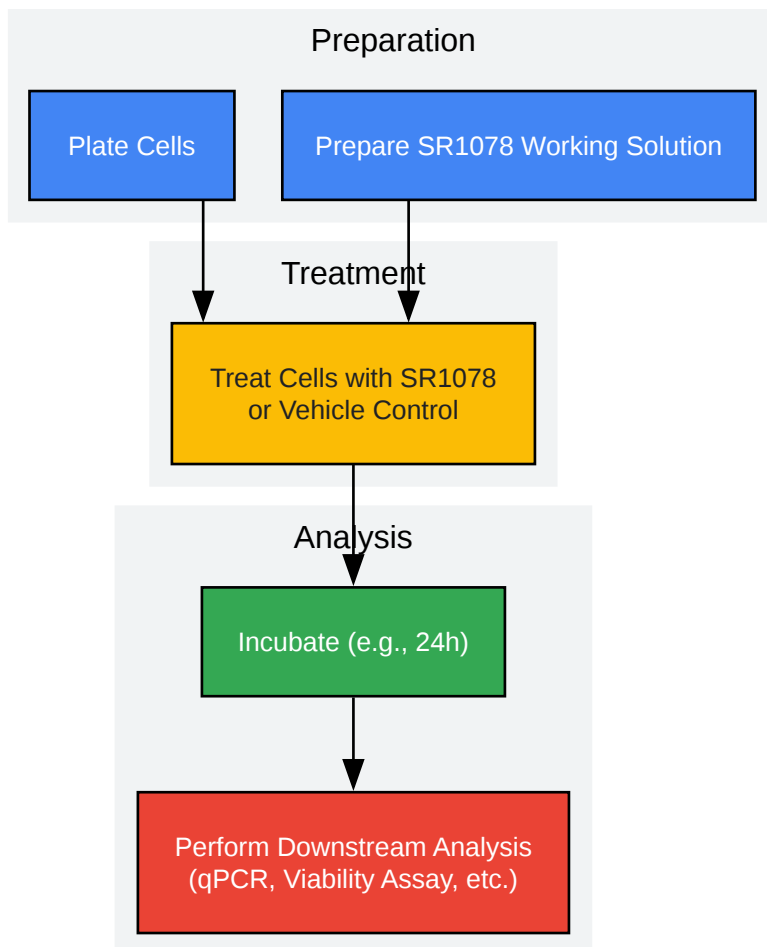 Preparation
Plate Cells
Prepare SR1078 Working Solution
Treatment
Treat Cells with SR1078
or Vehicle Control
Analysis
Incubate (e.g., 24h)
Perform Downstream Analysis
(qPCR, Viability Assay, etc.)